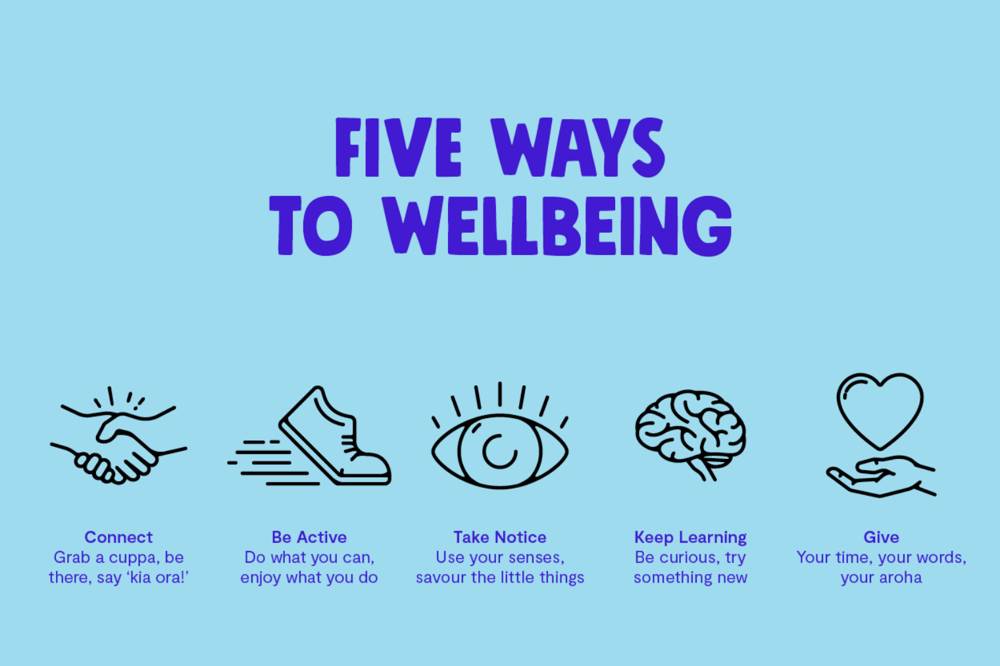 FIVE WAYS
TO WELLBEING
Connect
Grab a cuppa, be
there, say ‘kia ora!’
Be Active
Do what you can,
enjoy what you do
Take Notice
Use your senses,
savour the little things
Keep Learning
Be curious, try
something new
Give
Your time, your words,
your aroha